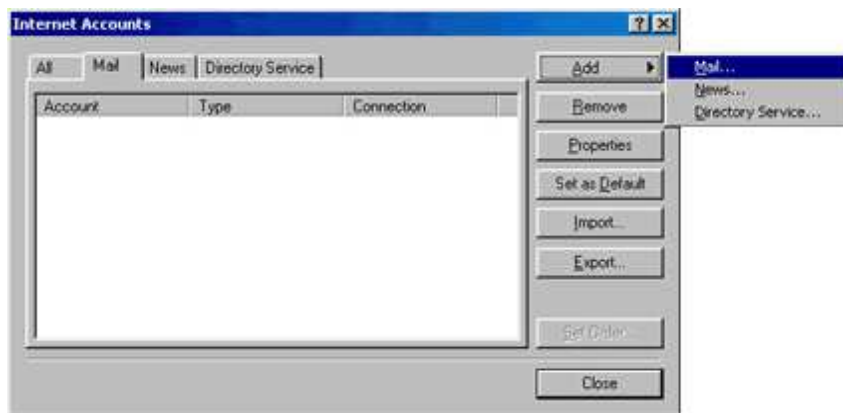 Internet Accounts
All Mail News Directory Service
Account Type Connection
Add
Remove
Properties
Set as Default
Import...
Export...
Set Order...
Close
Mail...
News...
Directory Service...